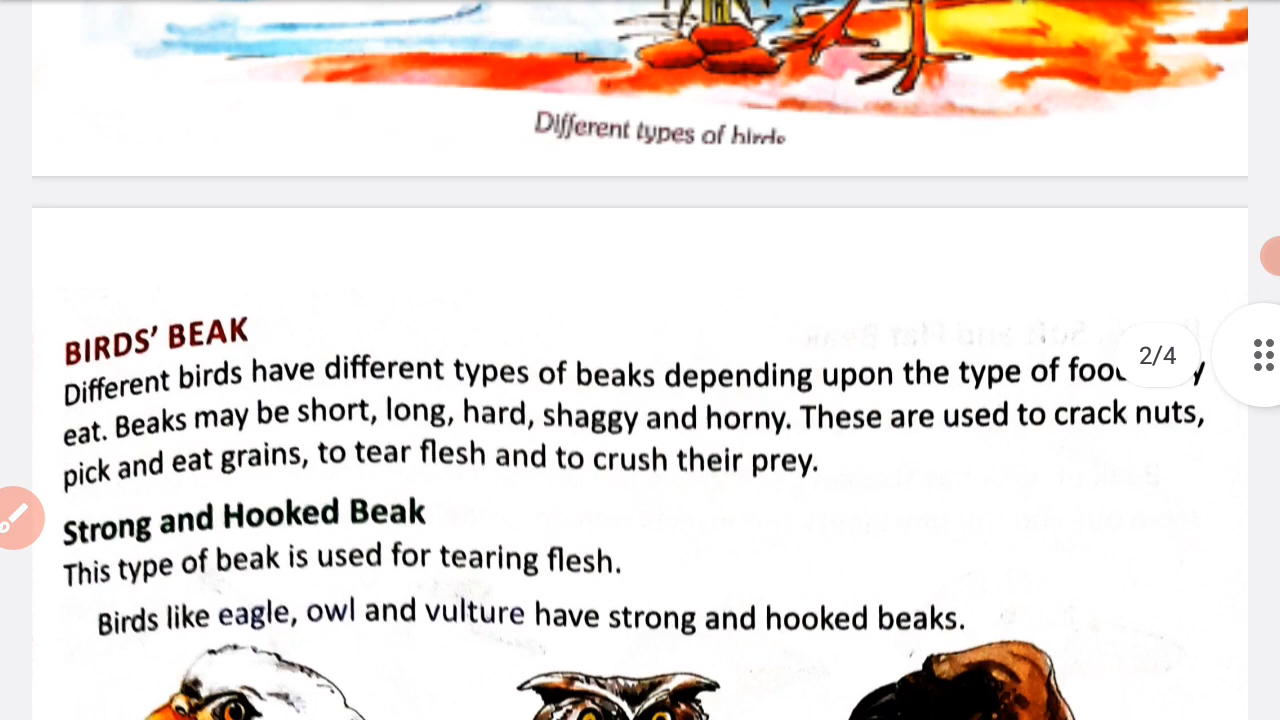 Different types of birds
BIRDS' BEAK
Different birds have different types of beaks depending upon the type of
2/4
eat. Beaks may be short, long, hard, shaggy and horny. These are used to crack nuts,
pick and eat grains, to tear flesh and to crush their prey.
Strong and Hooked Beak
This type of beak is used for tearing flesh.
Birds like eagle, owl and vulture have strong and hooked beaks.